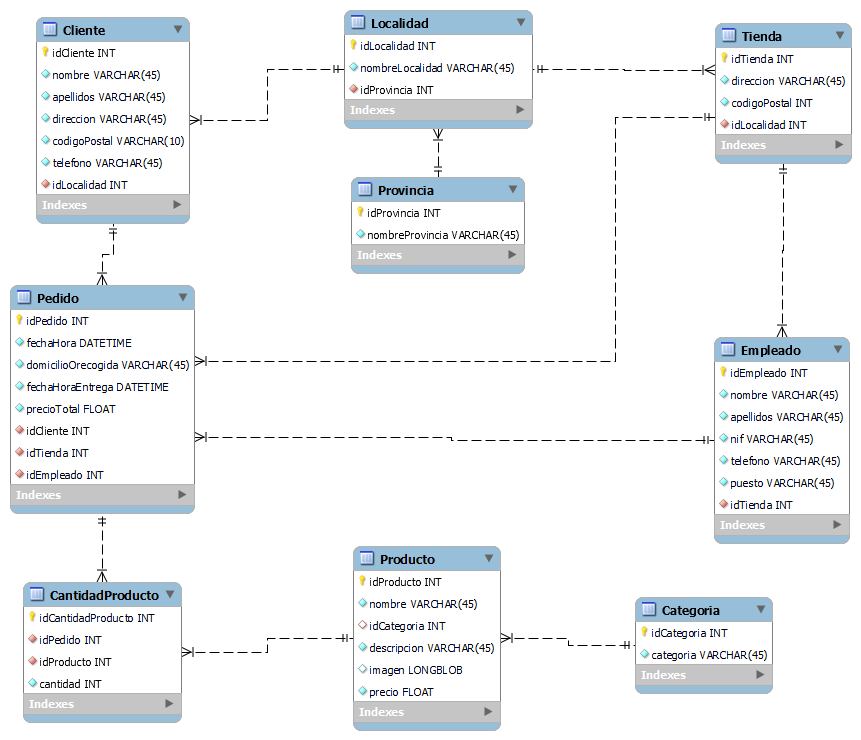 Cliente
idCliente INT
nombre VARCHAR(45)
apellidos VARCHAR(45)
direccion VARCHAR(45)
codigoPostal VARCHAR(10)
telefono VARCHAR(45)
idLocalidad INT
Indexes
Localidad
idLocalidad INT
nombreLocalidad VARCHAR(45)
idProvincia INT
Indexes
Tienda
idTienda INT
direccion VARCHAR(45)
codigoPostal INT
idLocalidad INT
Indexes
Provincia
idProvincia INT
nombreProvincia VARCHAR(45)
Indexes
Pedido
idPedido INT
fechaHora DATETIME
domicilioOrecogida VARCHAR(45)
fechaHoraEntrega DATETIME
precioTotal FLOAT
idCliente INT
idTienda INT
idEmpleado INT
Indexes
Empleado
idEmpleado INT
nombre VARCHAR(45)
apellidos VARCHAR(45)
nif VARCHAR(45)
telefono VARCHAR(45)
puesto VARCHAR(45)
idTienda INT
Indexes
CantidadProducto
idCantidadProducto INT
idPedido INT
idProducto INT
cantidad INT
Indexes
Producto
idProducto INT
nombre VARCHAR(45)
idCategoria INT
descripcion VARCHAR(45)
imagen LONGBLOB
precio FLOAT
Indexes
Categoria
idCategoria INT
categoria VARCHAR(45)
Indexes